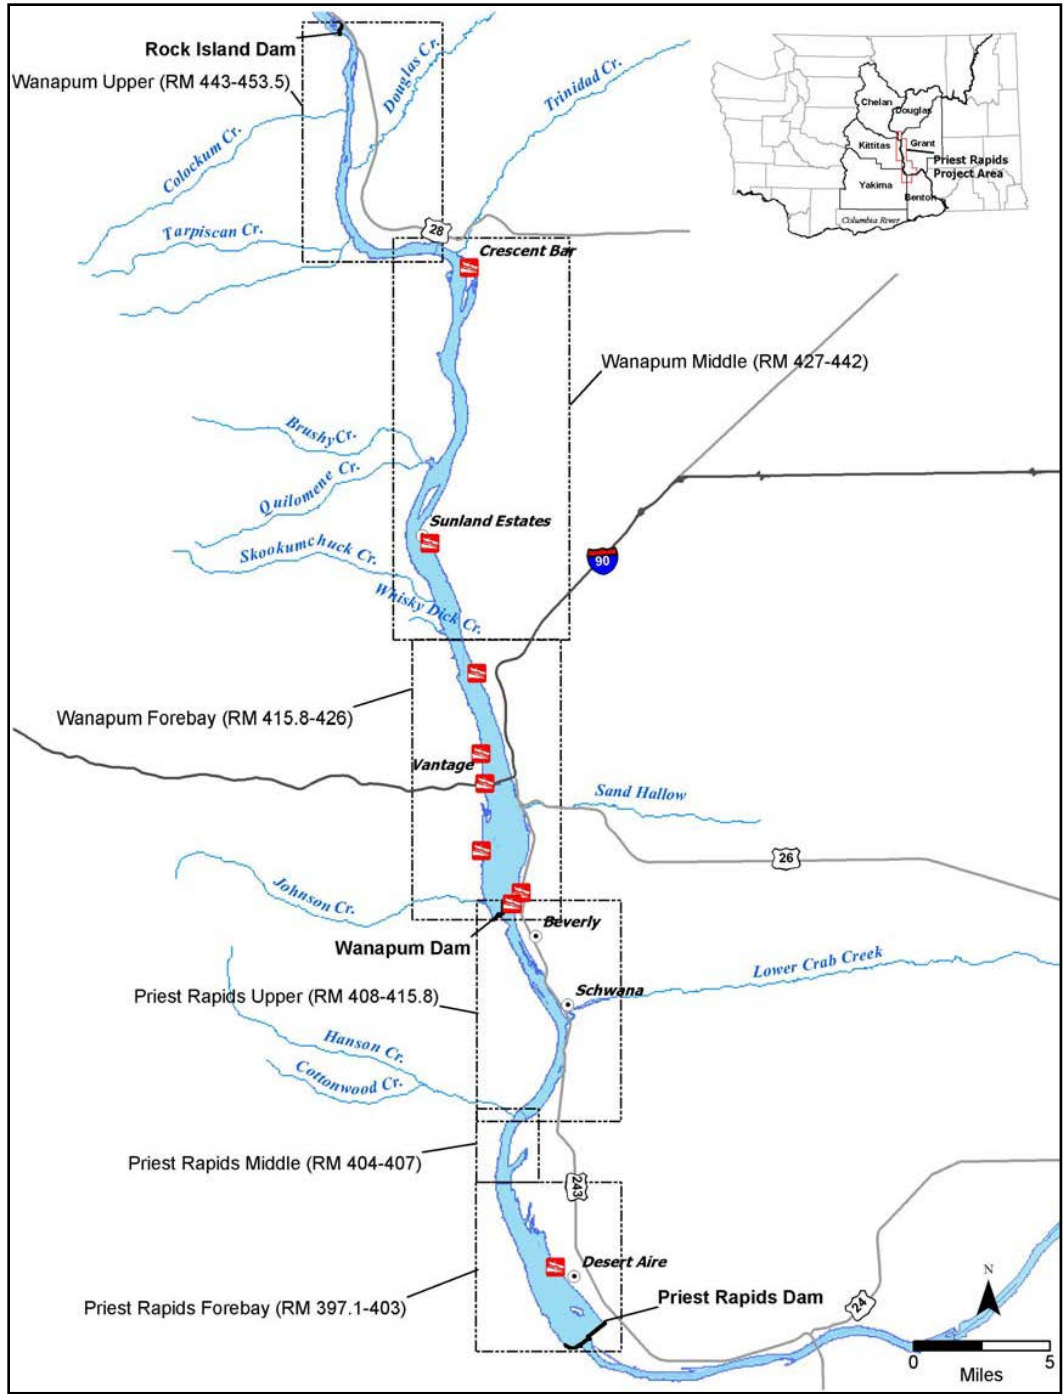 Rock Island Dam
Wanapum Upper (RM 443-453.5)
Douglas Cr.
Trinidad Cr.
Colockum Cr.
Tarpiscan Cr.
28
Crescent Bar
Chelan
Douglas
Kittitas
Grant
Priest Rapids
Project Area
Yakima
Benton
Columbia River
Wanapum Middle (RM 427-442)
Brushy Cr.
Quilomene Cr.
Sunland Estates
Skookumchuck Cr.
Whisky Dick Cr.
90
Wanapum Forebay (RM 415.8-426)
Vantage
Sand Hallow
26
Johnson Cr.
Wanapum Dam
Beverly
Lower Crab Creek
Schwana
Priest Rapids Upper (RM 408-415.8)
Hanson Cr.
Cottonwood Cr.
Priest Rapids Middle (RM 404-407)
243
Desert Aire
Priest Rapids Forebay (RM 397.1-403)
Priest Rapids Dam
24
N
0 5
Miles